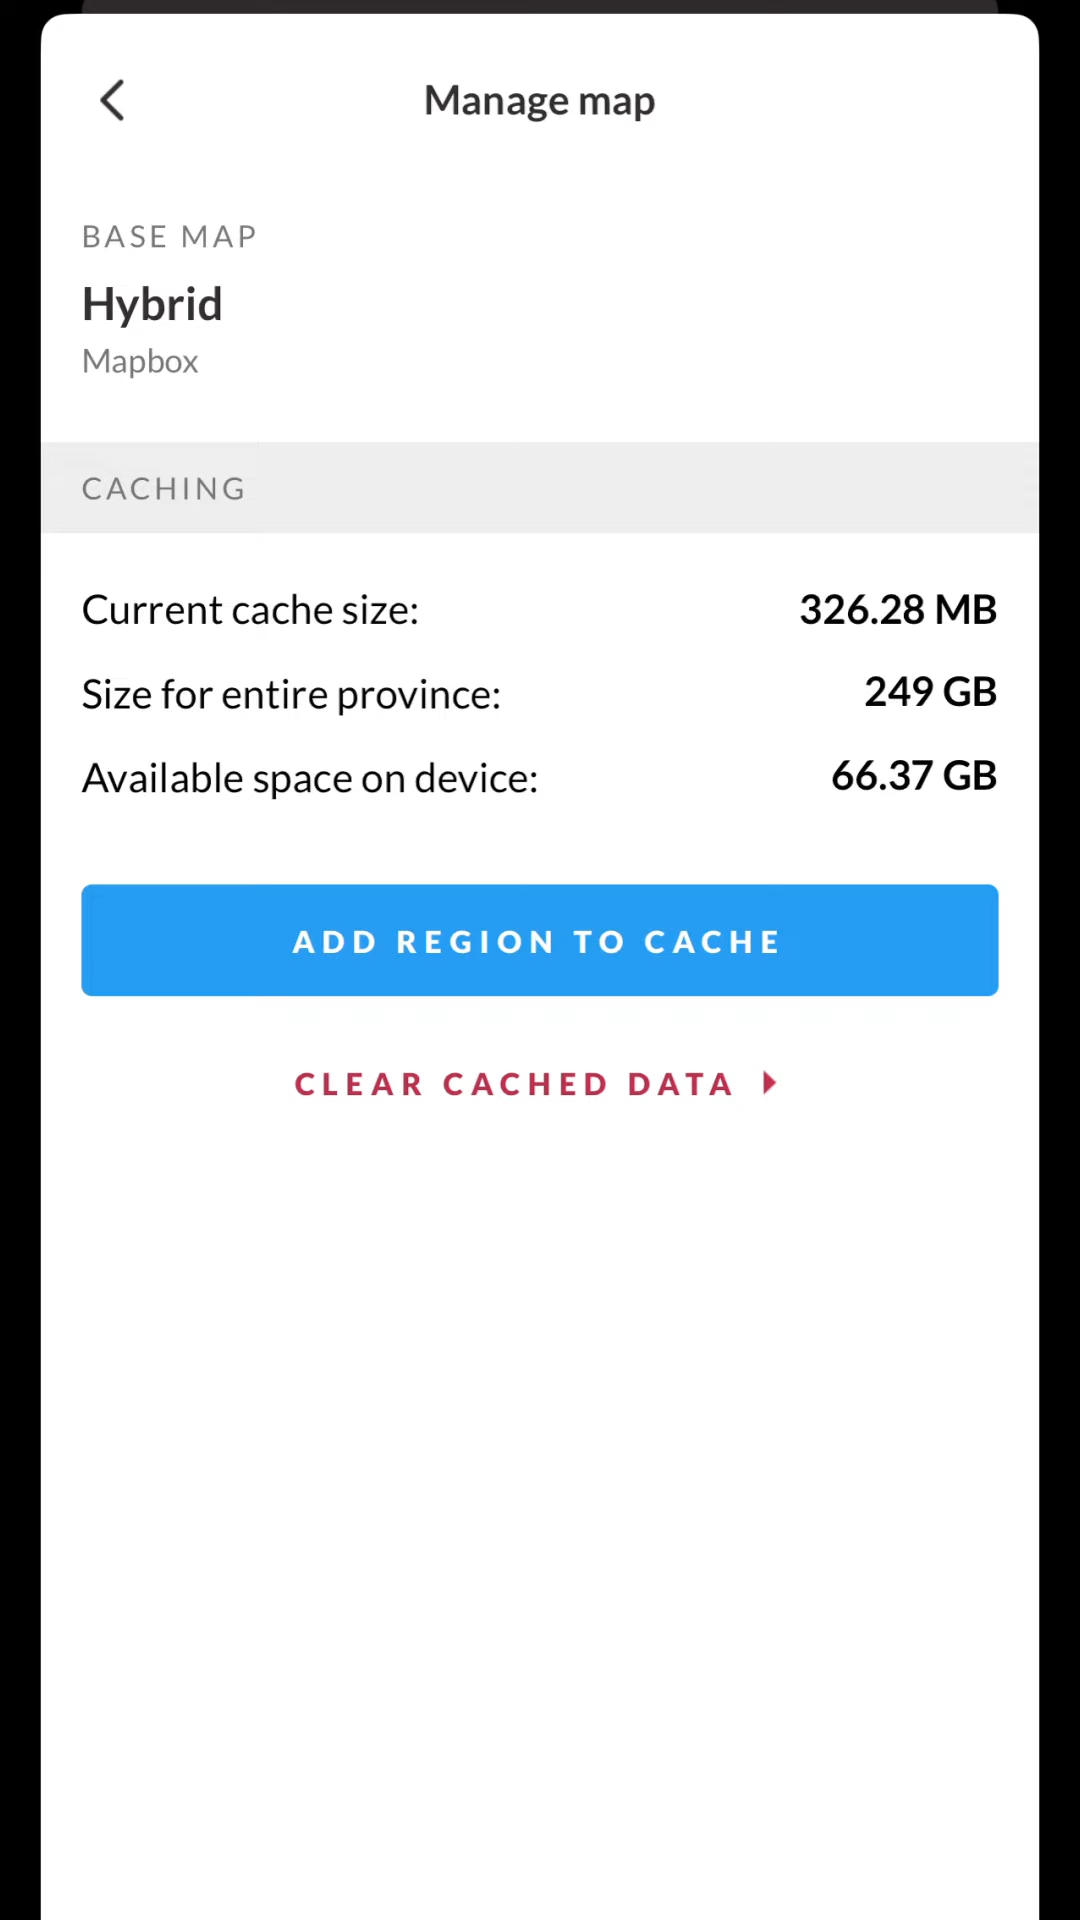 Manage map
BASE MAP
Hybrid
Mapbox
CACHING
Current cache size: 326.28 MB
Size for entire province: 249 GB
Available space on device: 66.37 GB
ADD REGION TO CACHE
CLEAR CACHED DATA